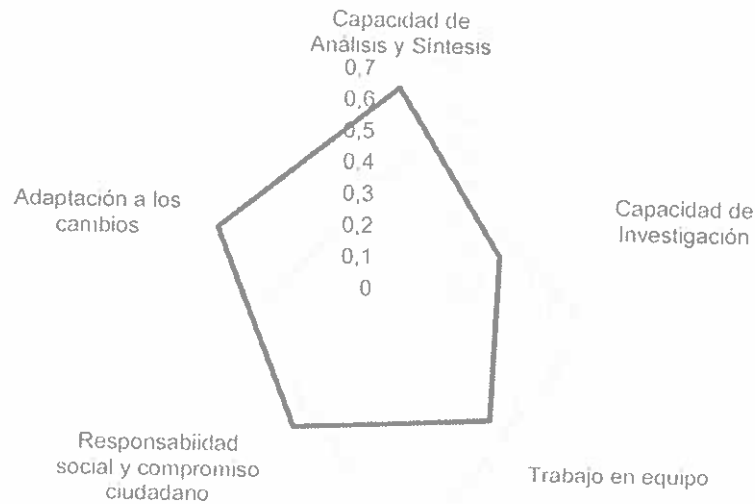 Capacidad de
Análisis y Síntesis
0,7
0,6
0,5
0,4
0,3
0,2
0,1
0
Adaptación a los
cambios
Capacidad de
Investigación
Responsabiidad
social y compromiso
ciudadano
Trabajo en equipo